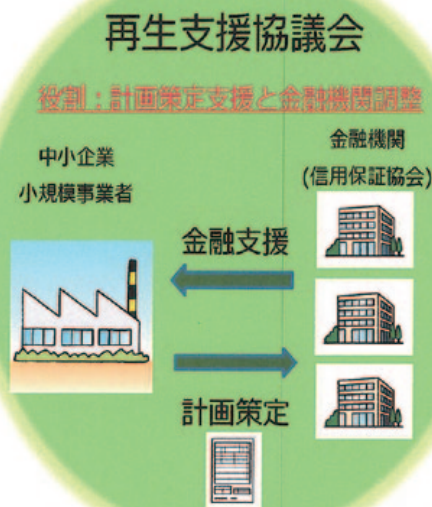 再生支援協議会
役割：計画策定支援と金融機関調整
中小企業
小規模事業者
金融機関
(信用保証協会)
金融支援
計画策定